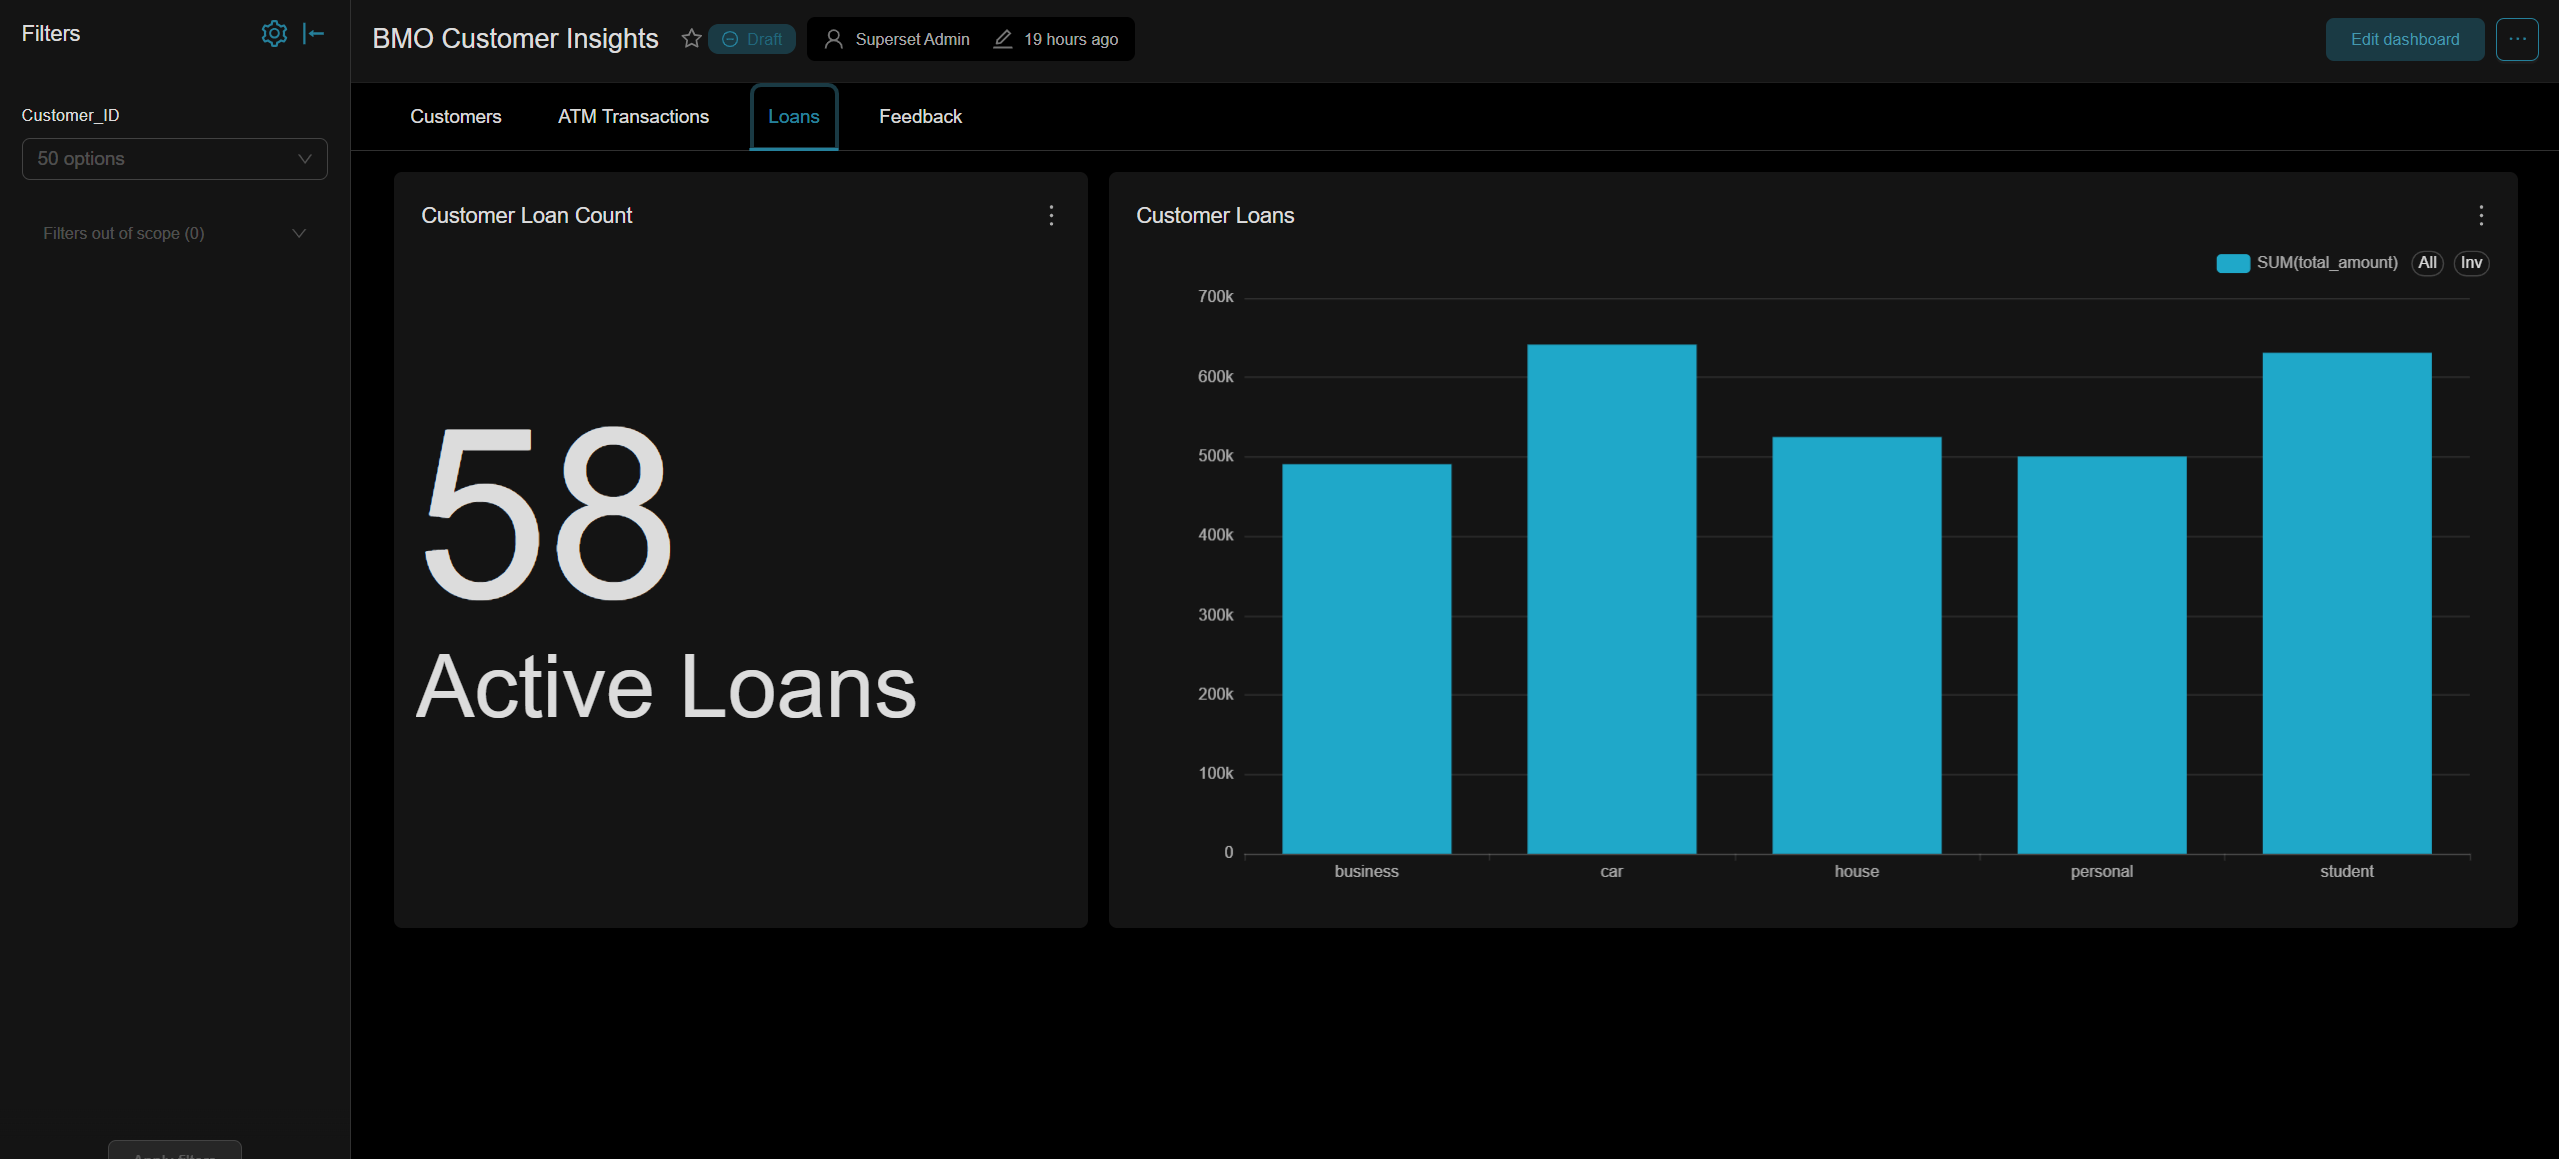 Filters
BMO Customer Insights
Draft
Superset Admin
19 hours ago
Edit dashboard
Customer_ID
50 options
Filters out of scope (0)
Customers
ATM Transactions
Loans
Feedback
Customer Loan Count
58
Active Loans
Customer Loans
SUM(total_amount)
All
Inv
700k
600k
500k
400k
300k
200k
100k
0
business
car
house
personal
student